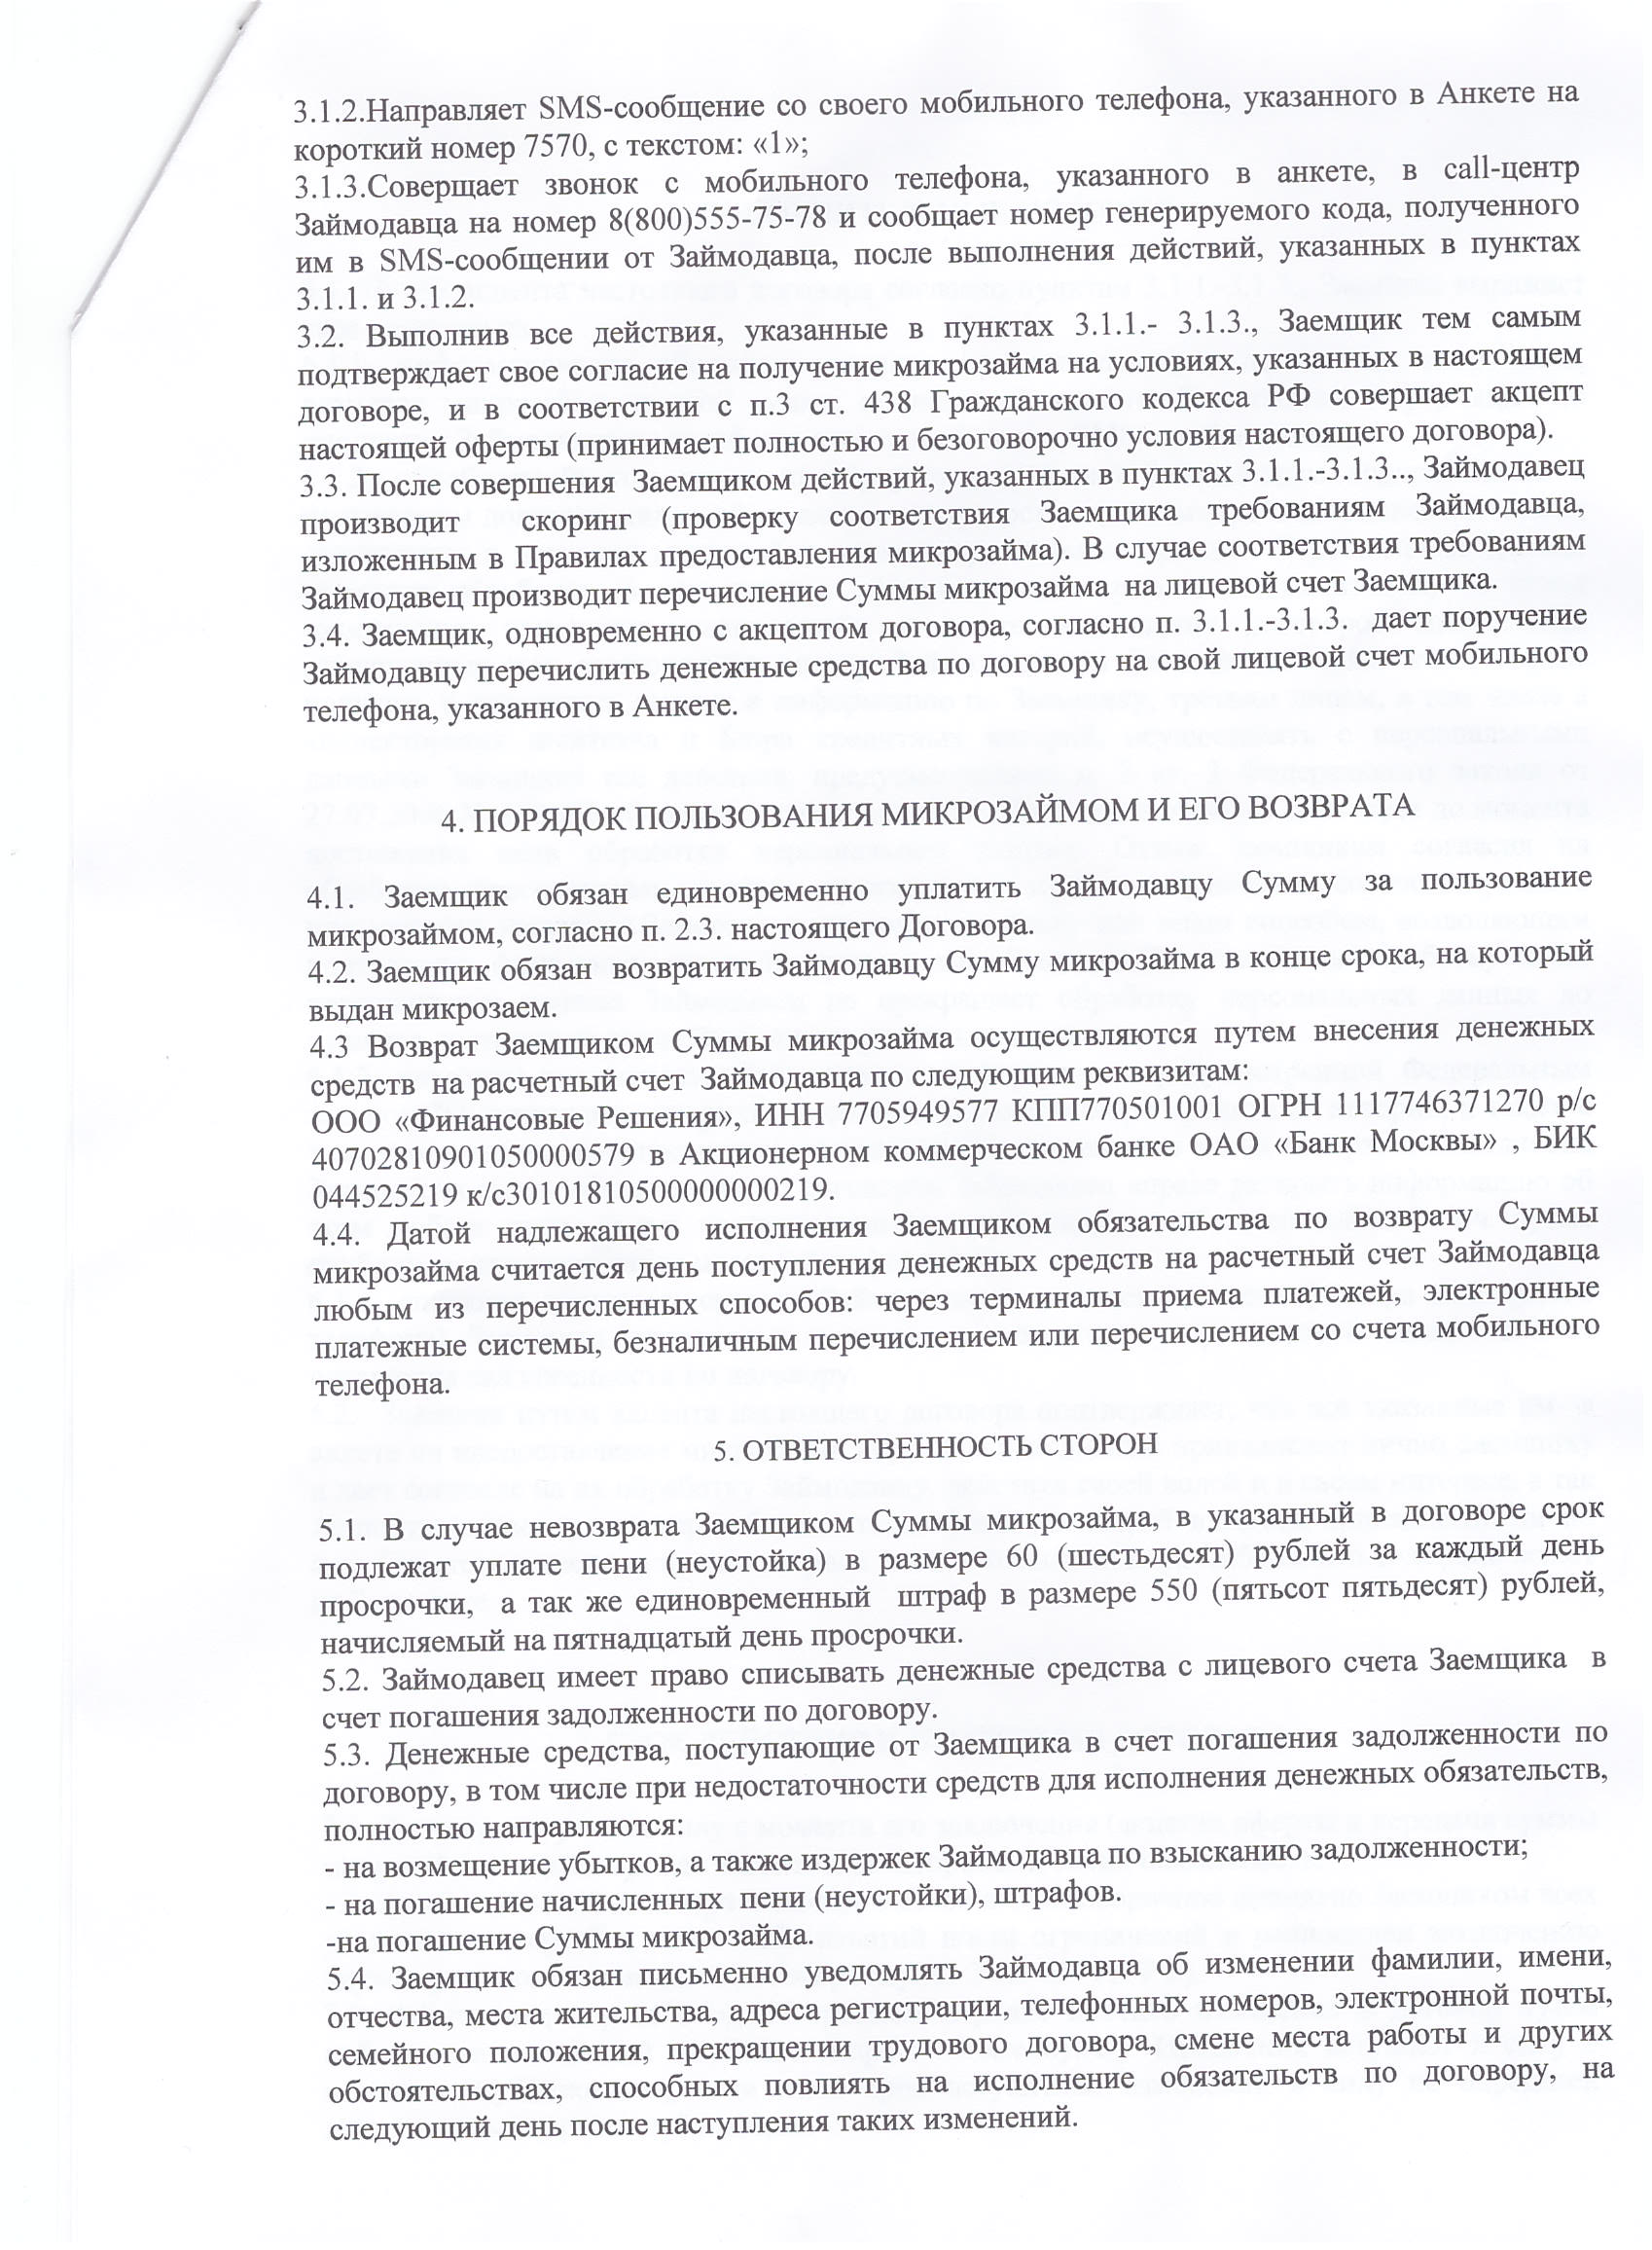 3.1.2.Направляет SMS-сообщение со своего мобильного телефона, указанного в Анкете на
короткий номер 7570, с текстом: «1»;
3.1.3.Соверщает звонок с мобильного телефона, указанного в анкете, в call-центр
Займодавца на номер 8(800)555-75-78 и сообщает номер генерируемого кода, полученного
им в SMS-сообщении от Займодавца, после выполнения действий, указанных в пунктах
3.1.1. и 3.1.2.
3.2. Выполнив все действия, указанные в пунктах 3.1.1.- 3.1.3., Заемщик тем самым
подтверждает свое согласие на получение микрозайма на условиях, указанных в настоящем
договоре, и в соответствии с п.3 ст. 438 Гражданского кодекса РФ совершает акцепт
настоящей оферты (принимает полностью и безоговорочно условия настоящего договора).
3.3. После совершения Заемщиком действий, указанных в пунктах 3.1.1.-3.1.3.., Займодавец
производит скоринг (проверку соответствия Заемщика требованиям Займодавца,
изложенным в Правилах предоставления микрозайма). В случае соответствия требованиям
Займодавец производит перечисление Суммы микрозайма на лицевой счет Заемщика.
3.4. Заемщик, одновременно с акцептом договора, согласно п. 3.1.1.-3.1.3. дает поручение
Займодавцу перечислить денежные средства по договору на свой лицевой счет мобильного
телефона, указанного в Анкете.
4. ПОРЯДОК ПОЛЬЗОВАНИЯ МИКРОЗАЙМОМ И ЕГО ВОЗВРАТА
4.1. Заемщик обязан единовременно уплатить Займодавцу Сумму за пользование
микрозаймом, согласно п. 2.3. настоящего Договора.
4.2. Заемщик обязан возвратить Займодавцу Сумму микрозайма в конце срока, на который
выдан микрозаем.
4.3 Возврат Заемщиком Суммы микрозайма осуществляются путем внесения денежных
средств на расчетный счет Займодавца по следующим реквизитам:
ООО «Финансовые Решения», ИНН 7705949577 КПП770501001 ОГРН 1117746371270 р/с
40702810901050000579 в Акционерном коммерческом банке ОАО «Банк Москвы» , БИК
044525219 к/с30101810500000000219.
4.4. Датой надлежащего исполнения Заемщиком обязательства по возврату Суммы
микрозайма считается день поступления денежных средств на расчетный счет Займодавца
любым из перечисленных способов: через терминалы приема платежей, электронные
платежные системы, безналичным перечислением или перечислением со счета мобильного
телефона.
5. ОТВЕТСТВЕННОСТЬ СТОРОН
5.1. В случае невозврата Заемщиком Суммы микрозайма, в указанный в договоре срок
подлежат уплате пени (неустойка) в размере 60 (шестьдесят) рублей за каждый день
просрочки, а так же единовременный штраф в размере 550 (пятьсот пятьдесят) рублей,
начисляемый на пятнадцатый день просрочки.
5.2. Займодавец имеет право списывать денежные средства с лицевого счета Заемщика в
счет погашения задолженности по договору.
5.3. Денежные средства, поступающие от Заемщика в счет погашения задолженности по
договору, в том числе при недостаточности средств для исполнения денежных обязательств,
полностью направляются:
- на возмещение убытков, а также издержек Займодавца по взысканию задолженности;
- на погашение начисленных пени (неустойки), штрафов.
-на погашение Суммы микрозайма.
5.4. Заемщик обязан письменно уведомлять Займодавца об изменении фамилии, имени,
отчества, места жительства, адреса регистрации, телефонных номеров, электронной почты,
семейного положения, прекращении трудового договора, смене места работы и других
обстоятельствах, способных повлиять на исполнение обязательств по договору, на
следующий день после наступления таких изменений.